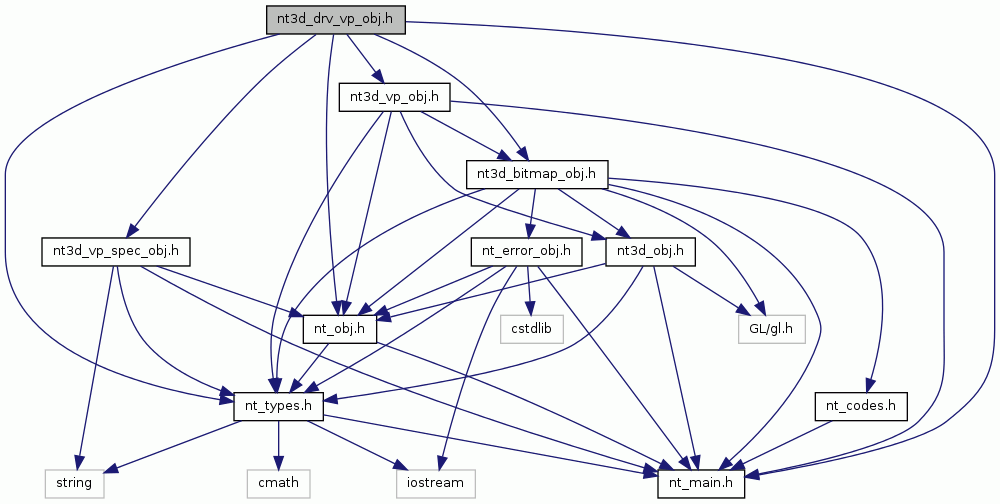 nt3d_drv_vp_obj.h
nt3d_vp_obj.h
nt3d_bitmap_obj.h
nt3d_vp_spec_obj.h
nt_error_obj.h
nt3d_obj.h
nt_obj.h
cstdlib
GL/gl.h
nt_types.h
nt_codes.h
string
cmath
iostream
nt_main.h